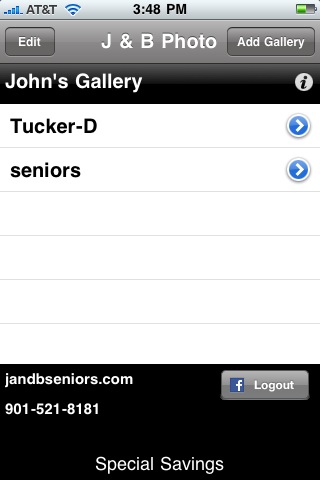 AT&T 3:48 PM
Edit J & B Photo Add Gallery
John's Gallery
Tucker-D
seniors
jandbseniors.com
Logout
901-521-8181
Special Savings